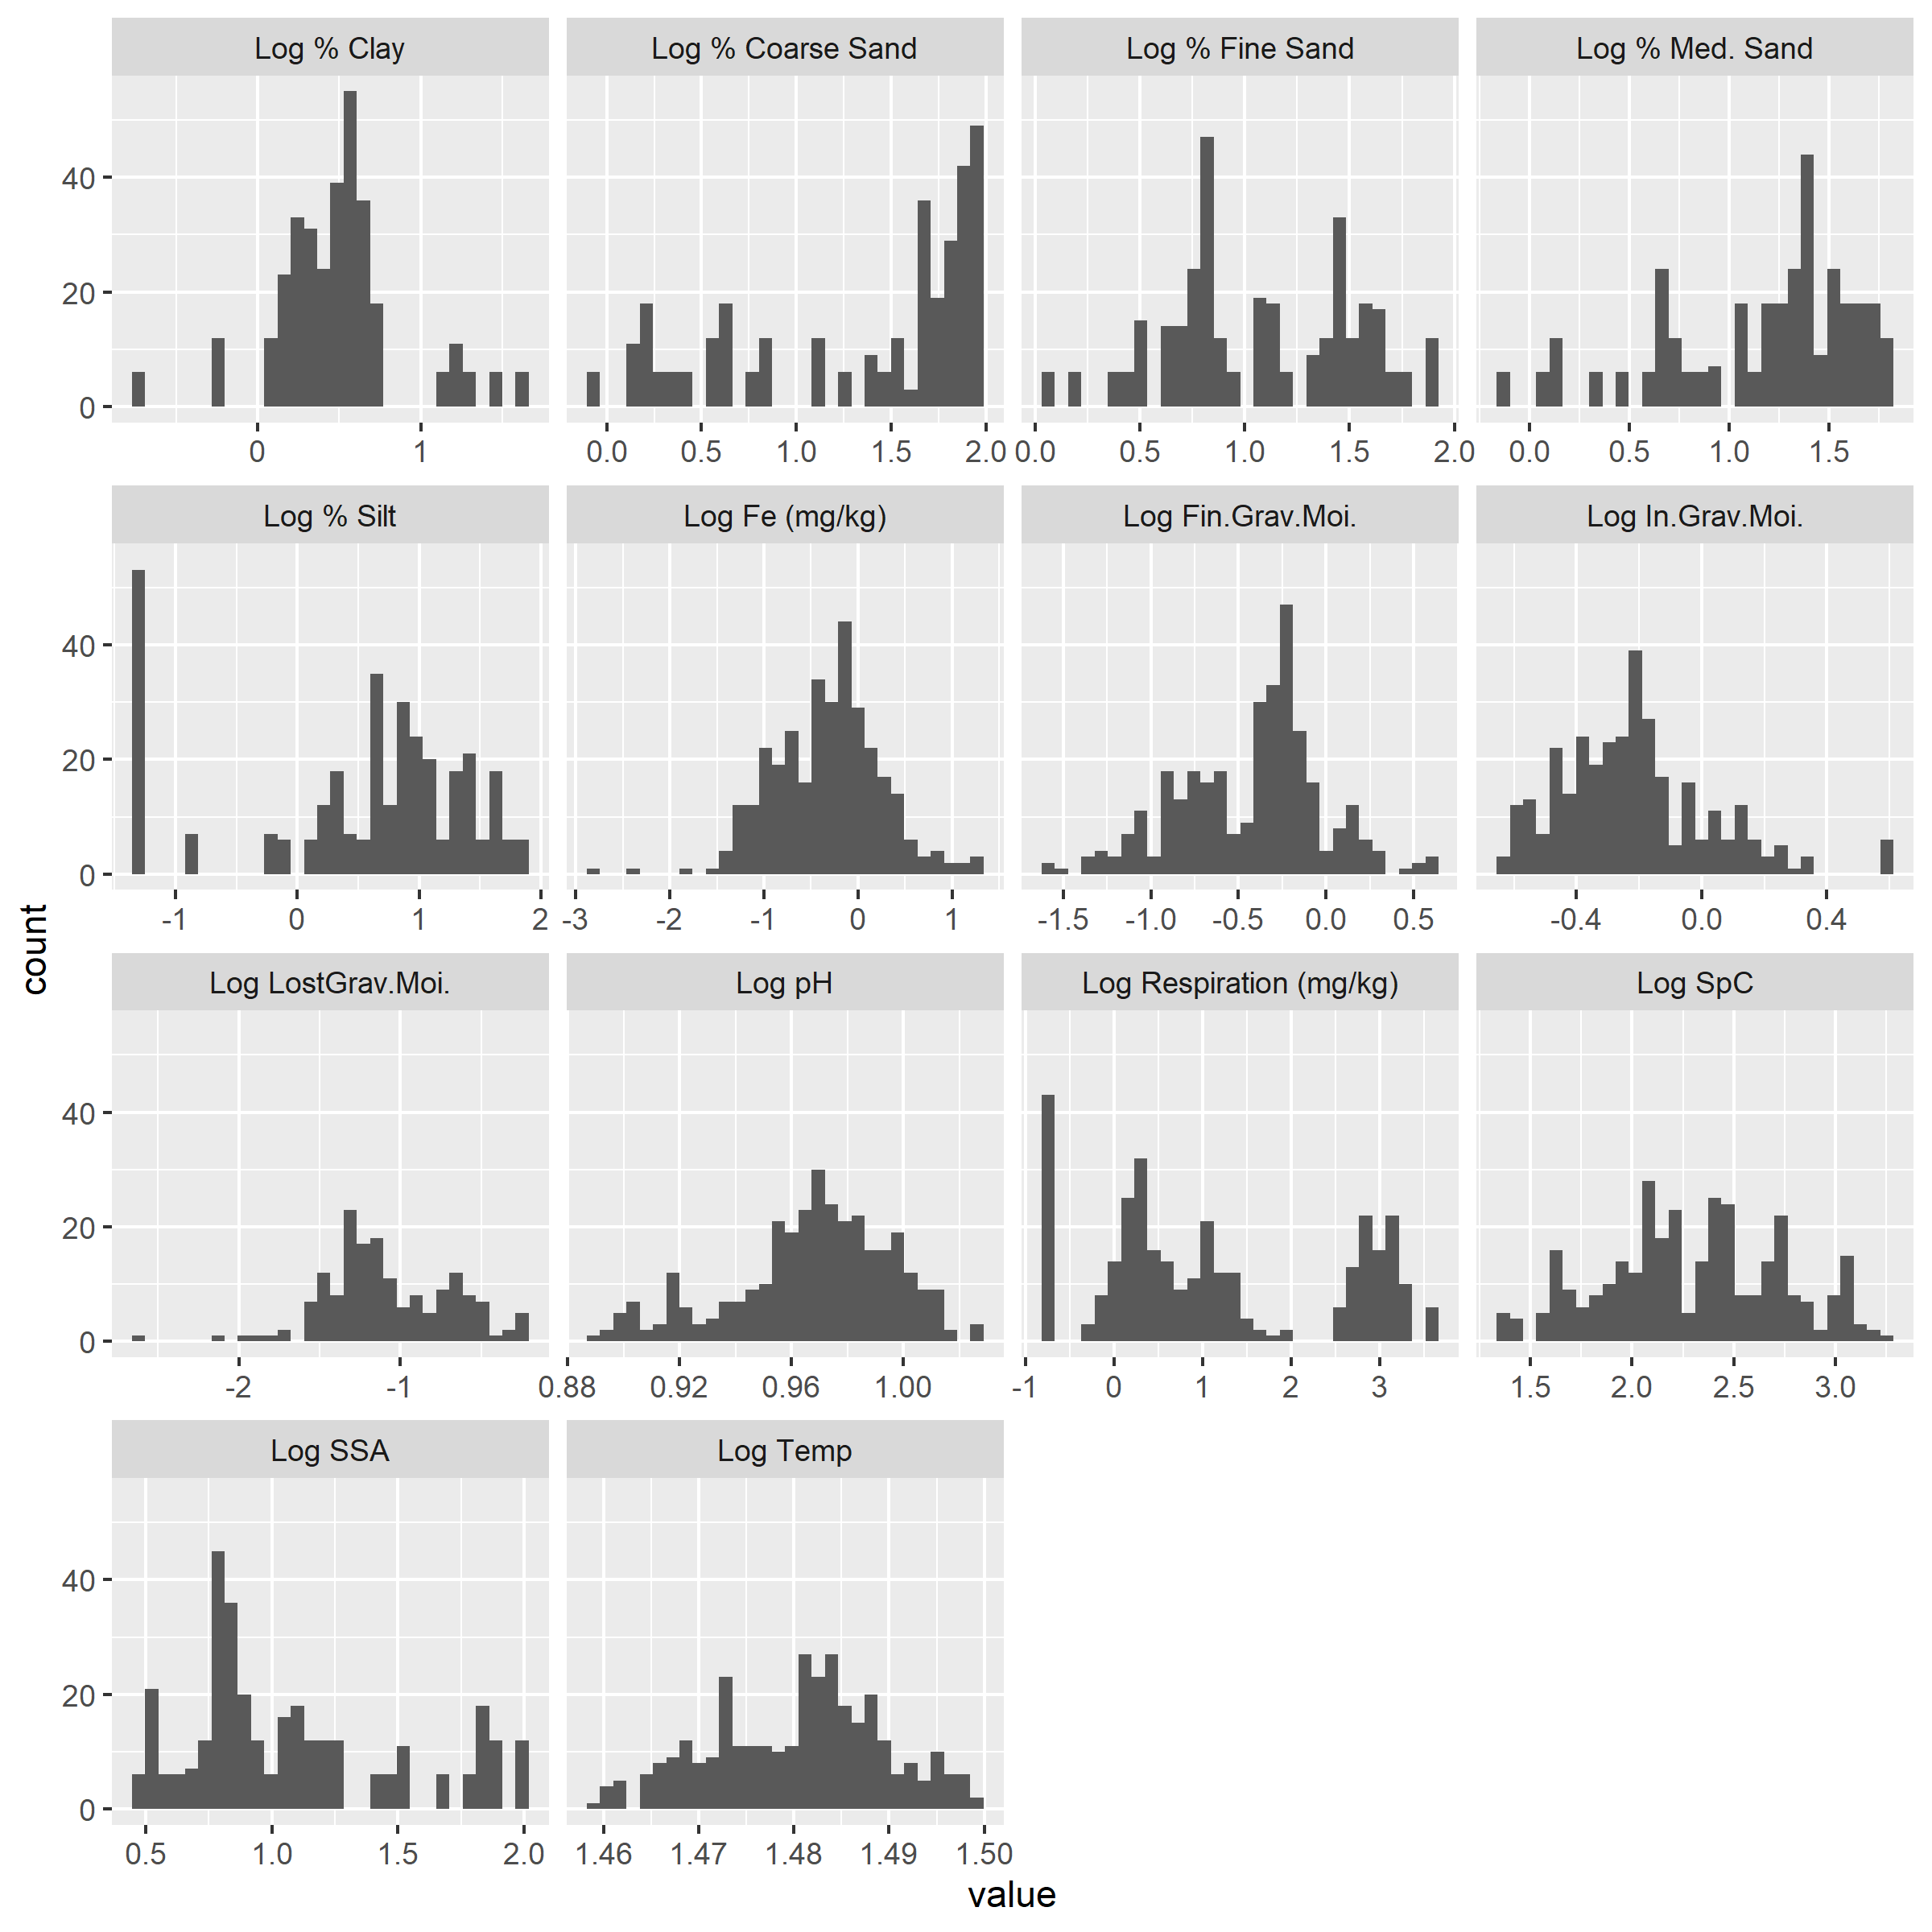 Log % Clay Log % Coarse Sand Log % Fine Sand Log % Med. Sand
40
20
0
0 1 0.0 0.5 1.0 1.5 2.0 0.0 0.5 1.0 1.5 2.0 0.0 0.5 1.0 1.5
Log % Silt Log Fe (mg/kg) Log Fin.Grav.Moi. Log In.Grav.Moi.
40
20
0
-1 0 1 2 -3 -2 -1 0 1 -1.5 -1.0 -0.5 0.0 0.5 -0.4 0.0 0.4
count
Log LostGrav.Moi. Log pH Log Respiration (mg/kg) Log SpC
40
20
0
-2 -1 0.88 0.92 0.96 1.00 -1 0 1 2 3 1.5 2.0 2.5 3.0
Log SSA Log Temp
40
20
0
0.5 1.0 1.5 2.0 1.46 1.47 1.48 1.49 1.50
value